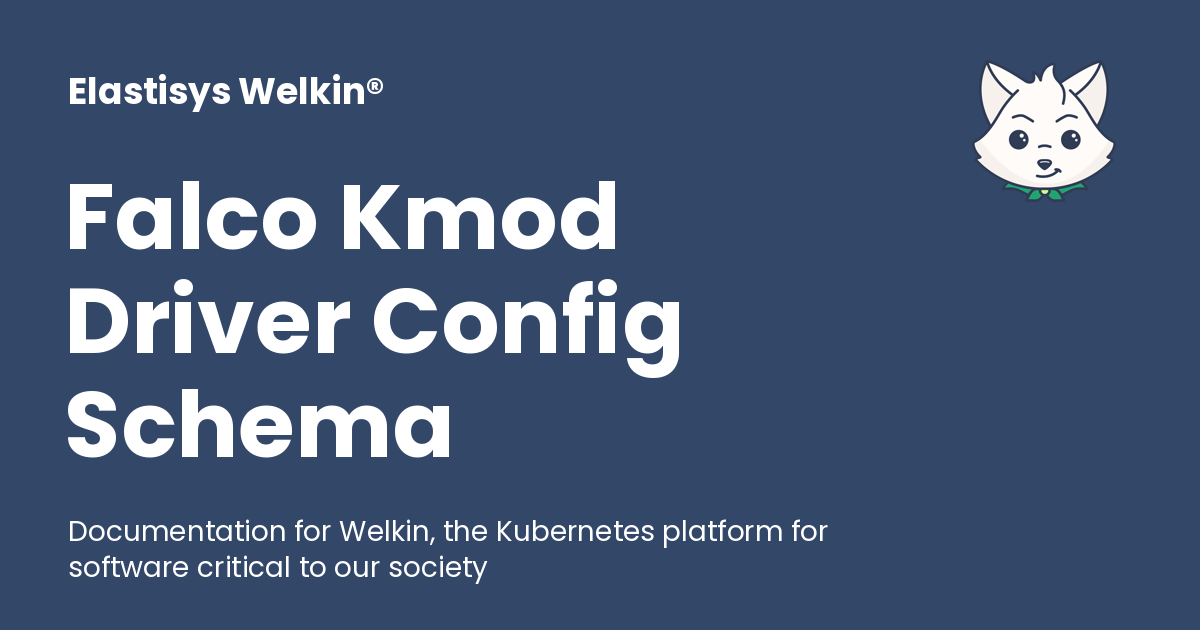 Elastisys Welkin®
Falco Kmod
Driver Config
Schema
Documentation for Welkin, the Kubernetes platform for
software critical to our society